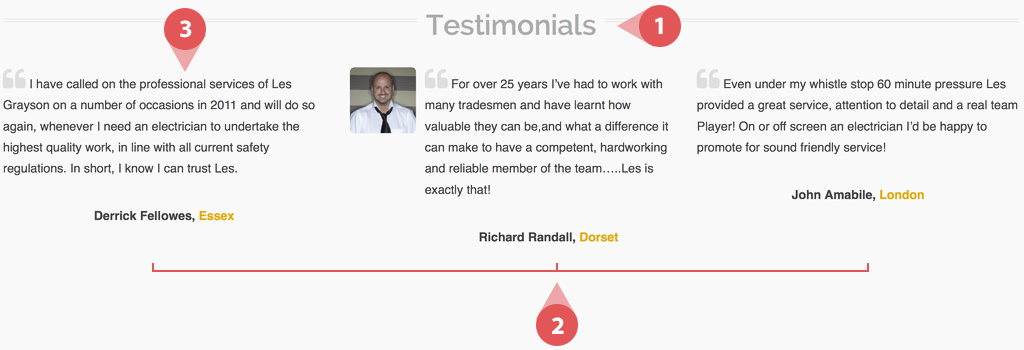 Testimonials
1
3
❝ I have called on the professional services of Les
Grayson on a number of occasions in 2011 and will do so
again, whenever I need an electrician to undertake the
highest quality work, in line with all current safety
regulations. In short, I know I can trust Les.
Derrick Fellowes, Essex
❝ For over 25 years I've had to work with
many tradesmen and have learnt how
valuable they can be,and what a difference it
can make to have a competent, hardworking
and reliable member of the team…..Les is
exactly that!
Richard Randall, Dorset
❝ Even under my whistle stop 60 minute pressure Les
provided a great service, attention to detail and a real team
Player! On or off screen an electrician I'd be happy to
promote for sound friendly service!
John Amabile, London
2